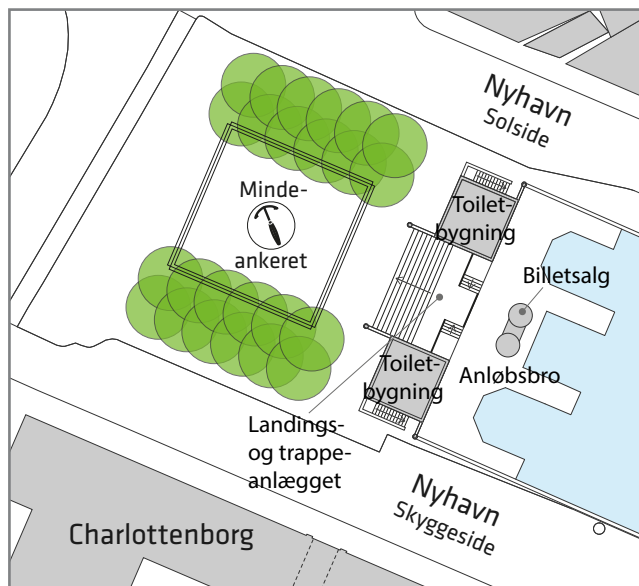 Nyhavn
Solside
Minde-
ankeret
Toilet-
bygning
Billetsalg
Toilet-
bygning
Anløbsbro
Landings-
og trappe-
anlægget
Nyhavn
Skyggeside
Charlottenborg